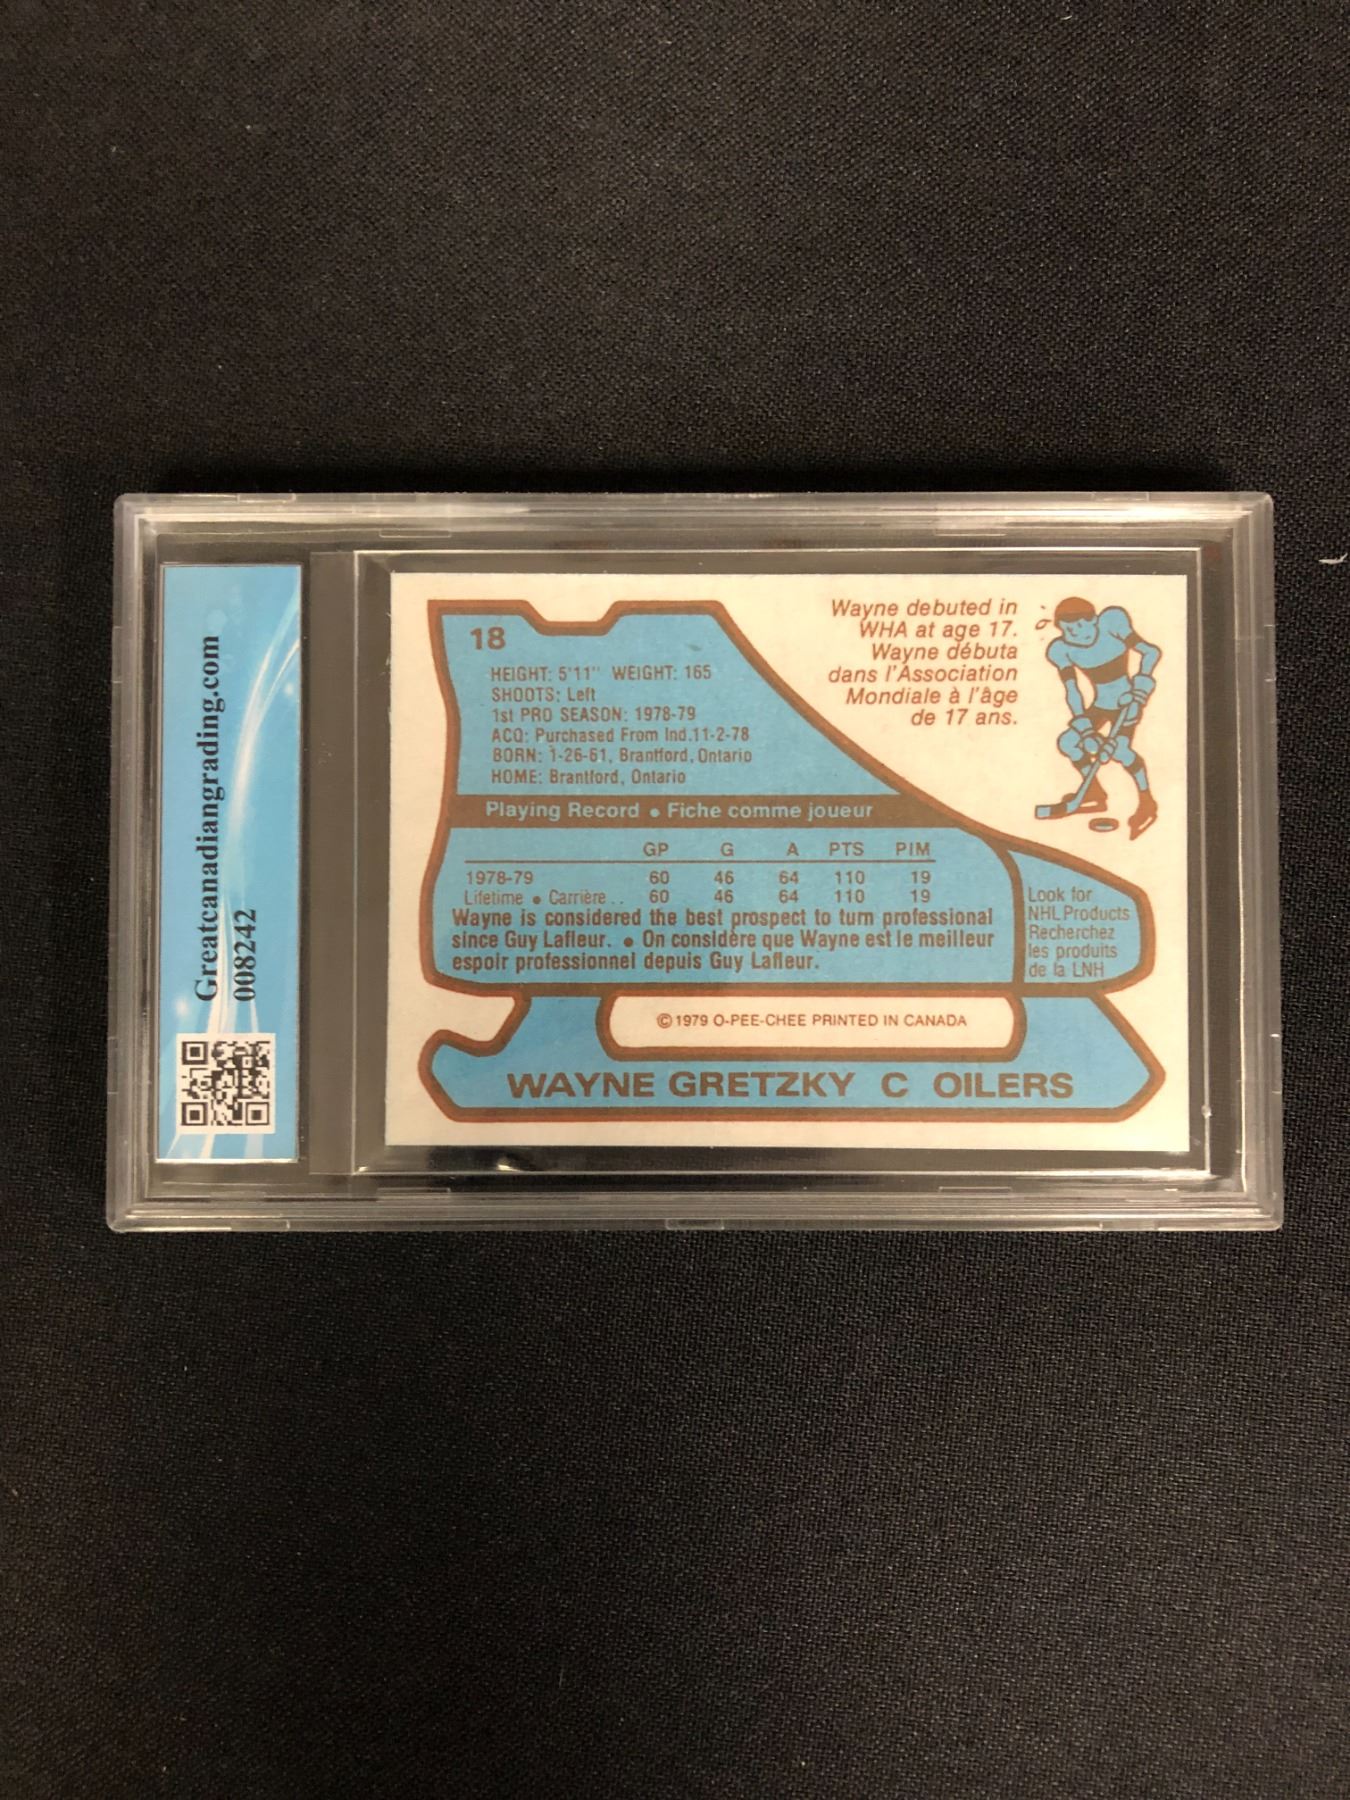 Greatcanadiangrading.com
008242
18
HEIGHT: 5'11" WEIGHT: 165
SHOOTS: Left
1st PRO SEASON: 1978-79
ACQ: Purchased From Ind.11-2-78
BORN: 1-26-61, Brantford, Ontario
HOME: Brantford, Ontario
Wayne debuted in
WHA at age 17.
Wayne débuta
dans l'Association
Mondiale à l'âge
de 17 ans.
Playing Record • Fiche comme joueur
GP G A PTS PIM
1978-79 60 46 64 110 19
Lifetime • Carrière .. 60 46 64 110 19
Wayne is considered the best prospect to turn professional
since Guy Lafleur. • On considère que Wayne est le meilleur
espoir professionnel depuis Guy Lafleur.
Look for
NHL Products
Recherchez
les produits
de la LNH
© 1979 O-PEE-CHEE PRINTED IN CANADA
WAYNE GRETZKY C OILERS